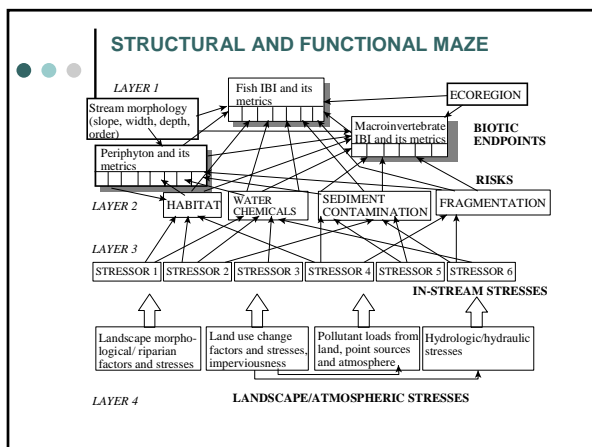 STRUCTURAL AND FUNCTIONAL MAZE
LAYER 1
Fish IBI and its
metrics
ECOREGION
Stream morphology
(slope, width, depth,
order)
Macroinvertebrate
IBI and its metrics
BIOTIC
ENDPOINTS
Periphyton and its
metrics
RISKS
LAYER 2
HABITAT
WATER
CHEMICALS
SEDIMENT
CONTAMINATION
FRAGMENTATION
LAYER 3
STRESSOR 1
STRESSOR 2
STRESSOR 3
STRESSOR 4
STRESSOR 5
STRESSOR 6
IN-STREAM STRESSES
Landscape morpho-
logical/ riparian
factors and stresses
Land use change
factors and stresses,
imperviousness
Pollutant loads from
land, point sources
and atmosphere
Hydrologic/hydraulic
stresses
LAYER 4
LANDSCAPE/ATMOSPHERIC STRESSES